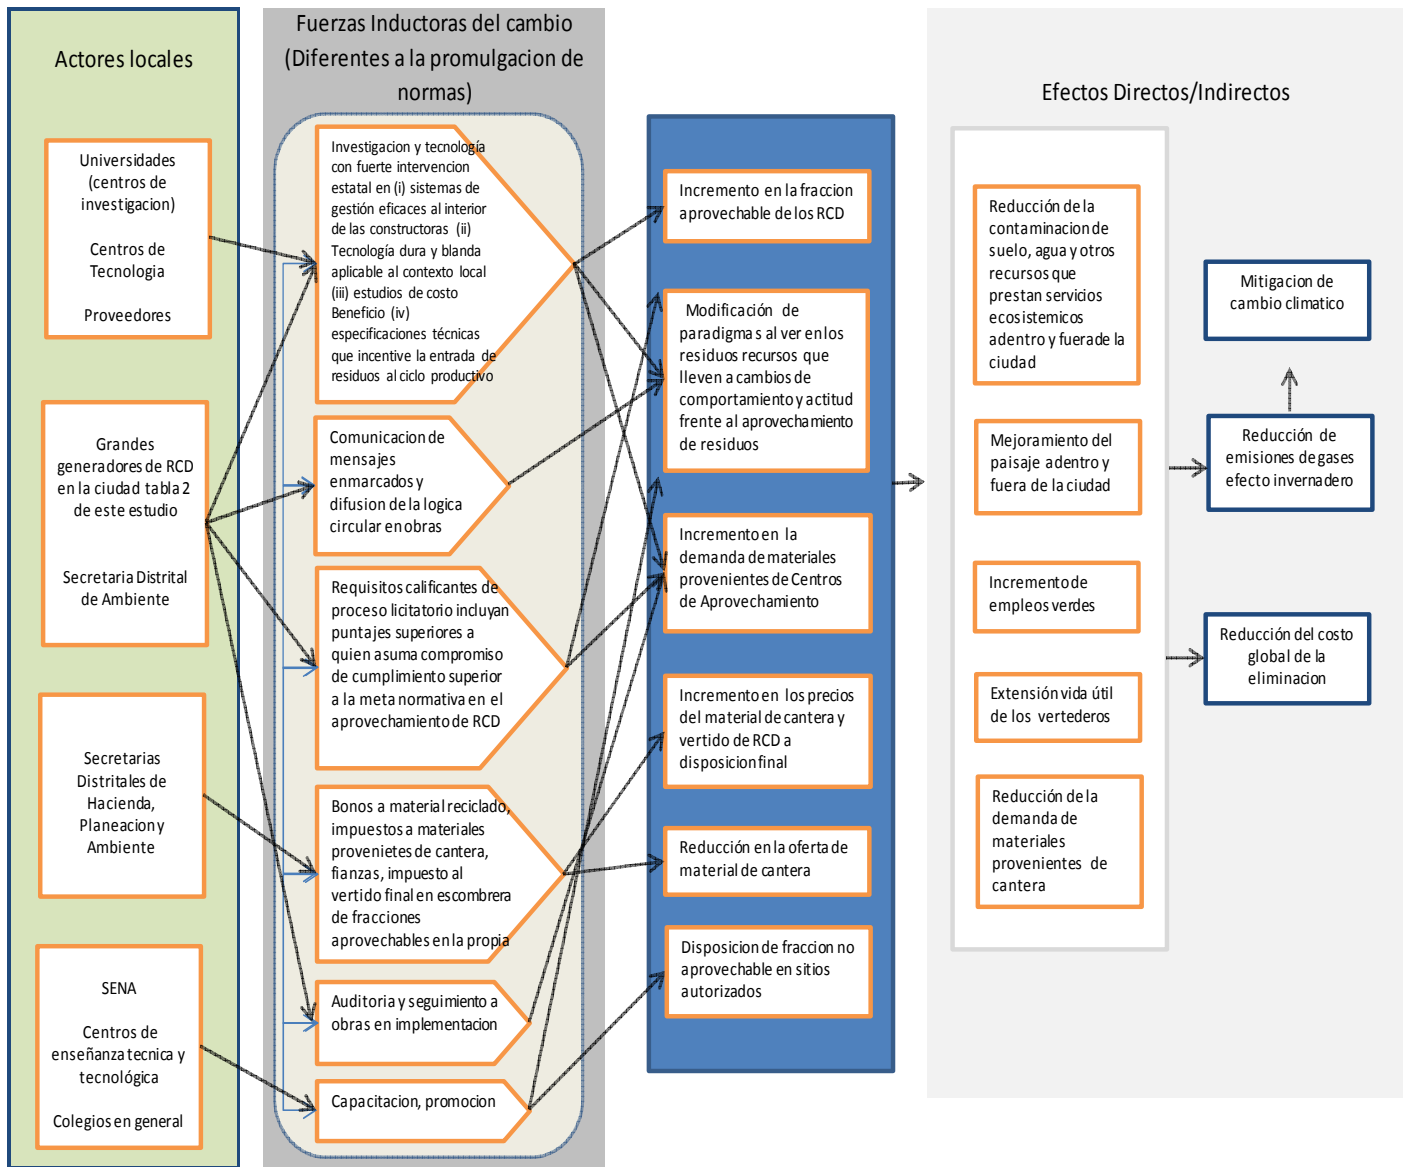 Actores locales
Universidades
(centros de
investigacion)
Centros de
Tecnologia
Proveedores
Grandes
generadores de RCD
en la ciudad tabla 2
de este estudio
Secretaria Distrital
de Ambiente
Secretarias
Distritales de
Hacienda,
Planeacion y
Ambiente
SENA
Centros de
enseñanza tecnica y
tecnológica
Colegios en general
Fuerzas Inductoras del cambio
(Diferentes a la promulgacion de
normas)
Investigacion y tecnología
con fuerte intervencion
estatal en (i) sistemas de
gestión eficaces al interior
de las constructoras (ii)
Tecnología dura y blanda
aplicable al contexto local
(iii) estudios de costo
Beneficio (iv)
especificaciones técnicas
que incentive la entrada de
residuos al ciclo productivo
Comunicacion de
mensajes
enmarcados y
difusion de la logica
circular en obras
Requisitos calificantes de
proceso licitatorio incluyan
puntajes superiores a
quien asuma compromiso
de cumplimiento superior
a la meta normativa en el
aprovechamiento de RCD
Bonos a material reciclado,
impuestos a materiales
provenietes de cantera,
fianzas, impuesto al
vertido final en escombrera
de fracciones
aprovechables en la propia
Auditoria y seguimiento a
obras en implementacion
Capacitacion, promocion
Incremento en la fraccion
aprovechable de los RCD
Modificación de
paradigmas al ver en los
residuos recursos que
lleven a cambios de
comportamiento y actitud
frente al aprovechamiento
de residuos
Incremento en la
demanda de materiales
provenientes de Centros
de Aprovechamiento
Incremento en los precios
del material de cantera y
vertido de RCD a
disposicion final
Reducción en la oferta de
material de cantera
Disposicion de fraccion no
aprovechable en sitios
autorizados
Efectos Directos/Indirectos
Reducción de la
contaminacion de
suelo, agua y otros
recursos que
prestan servicios
ecosistemicos
adentro y fuera de la
ciudad
Mejoramiento del
paisaje adentro y
fuera de la ciudad
Incremento de
empleos verdes
Extensión vida útil
de los vertederos
Reducción de la
demanda de
materiales
provenientes de
cantera
Mitigacion de
cambio climatico
Reducción de
emisiones de gases
efecto invernadero
Reducción del costo
global de la
eliminacion